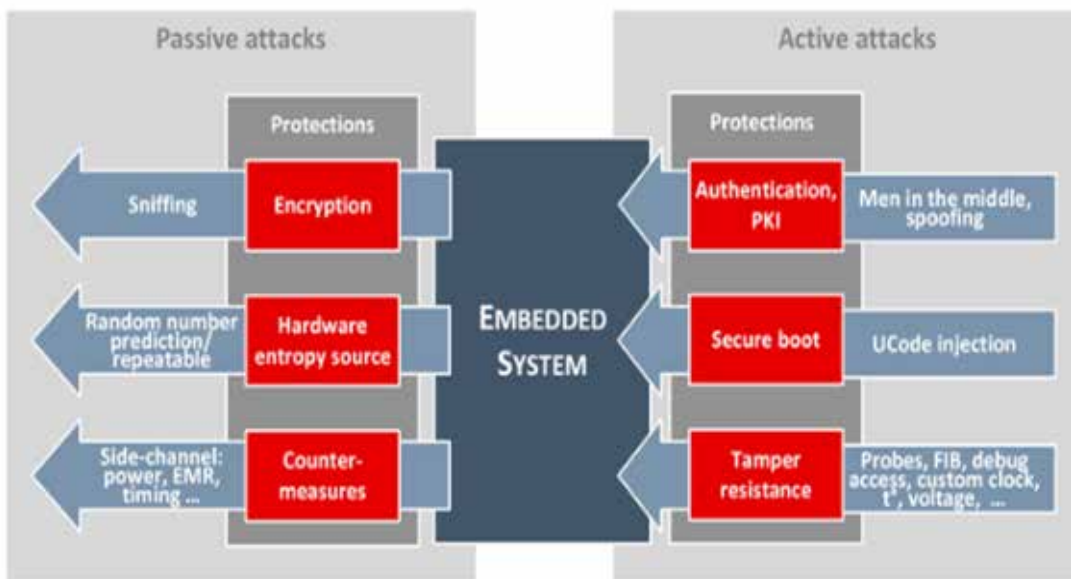 Passive attacks
Protections
Sniffing
Encryption
Random number
prediction/
repeatable
Hardware
entropy source
Side-channel:
power, EMR,
timing ...
Counter-
measures
EMBEDDED
SYSTEM
Active attacks
Protections
Authentication,
PKI
Men in the middle,
spoofing
Secure boot
UCode injection
Tamper
resistance
Probes, FIB, debug
access, custom clock,
t°, voltage, ...